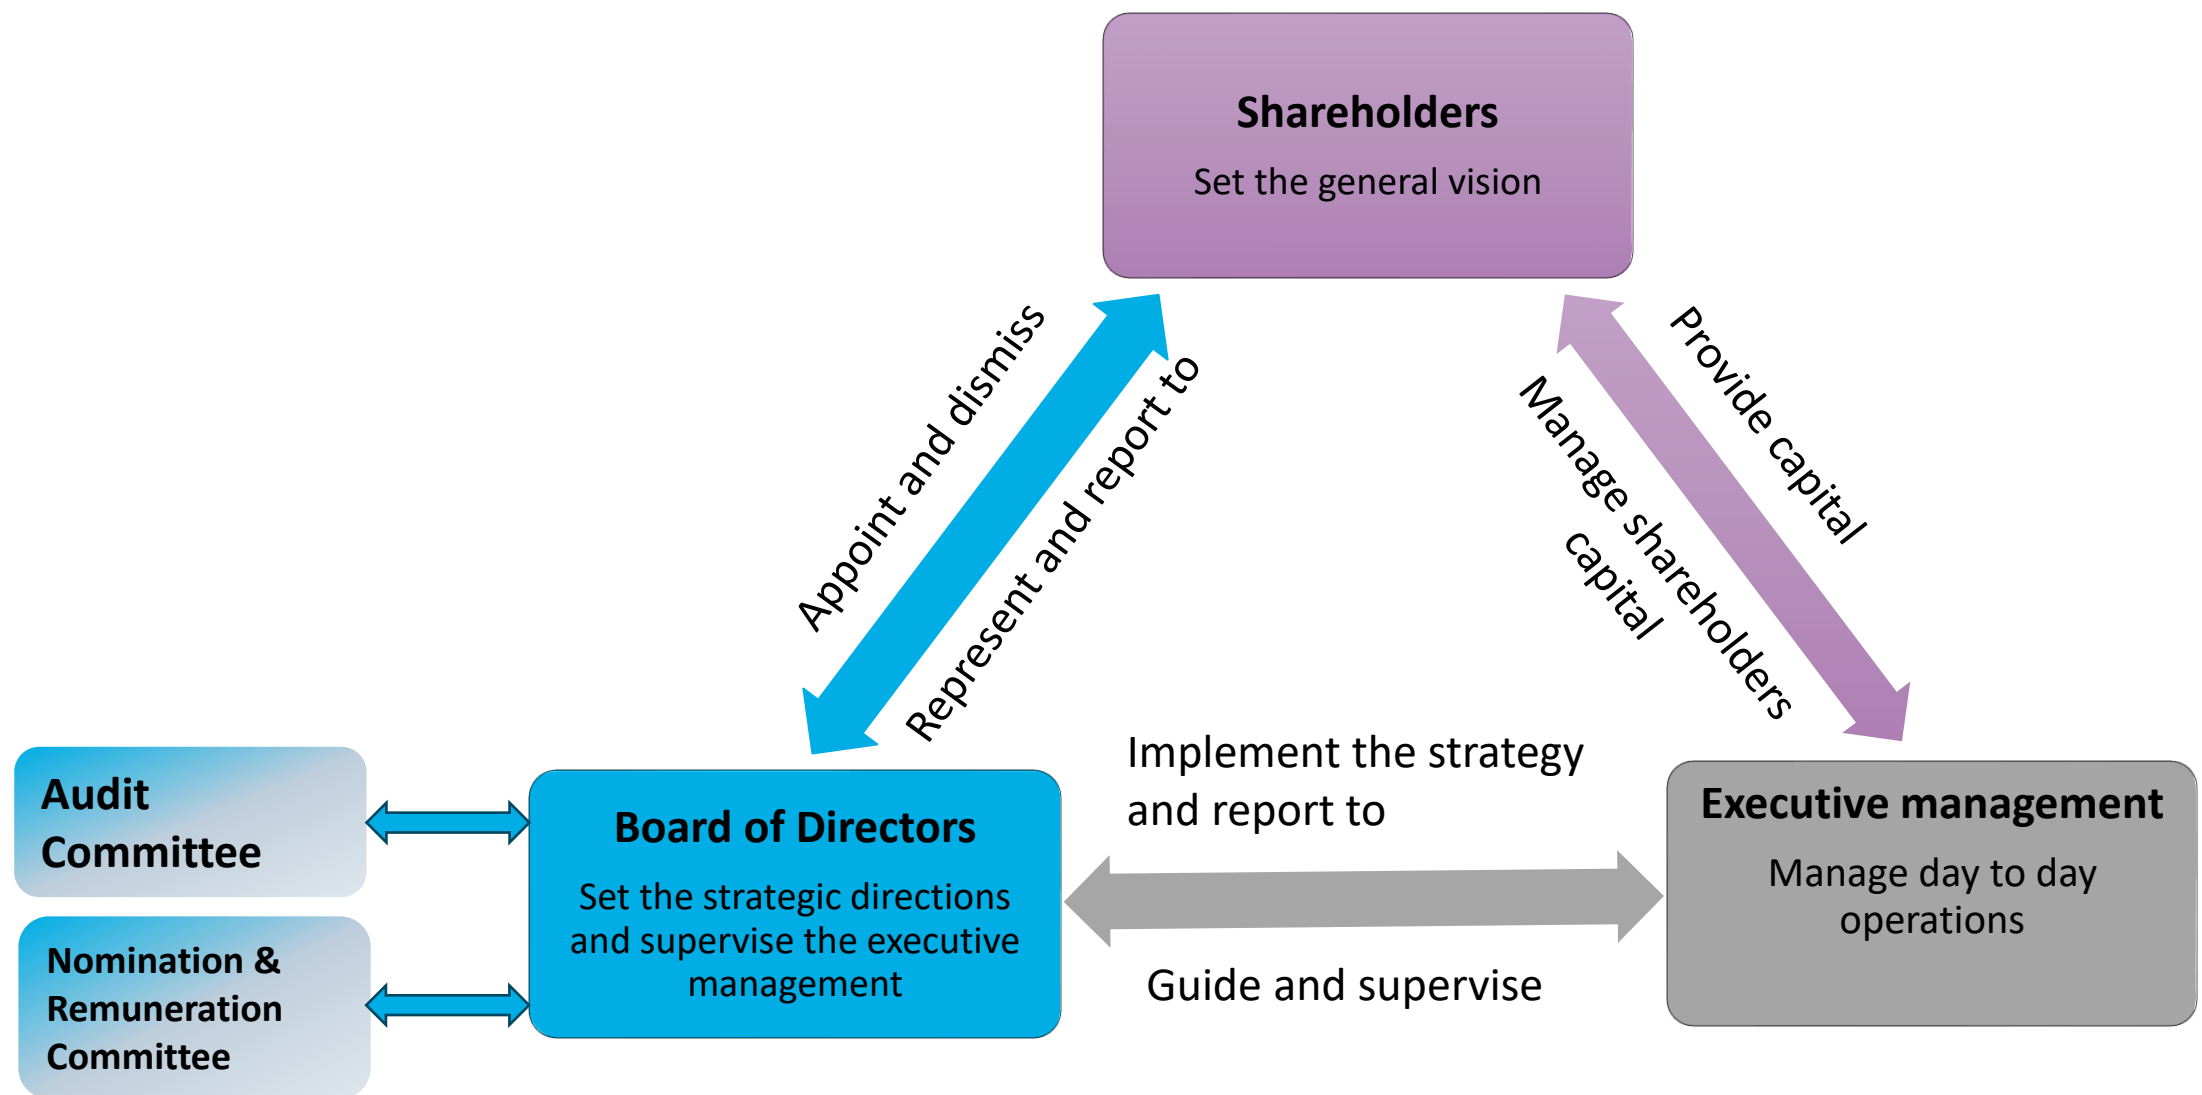 Shareholders
Set the general vision
Appoint and dismiss
Represent and report to
Provide capital
Manage shareholders
capital
Audit
Committee
Nomination &
Remuneration
Committee
Board of Directors
Set the strategic directions
and supervise the executive
management
Implement the strategy
and report to
Guide and supervise
Executive management
Manage day to day
operations